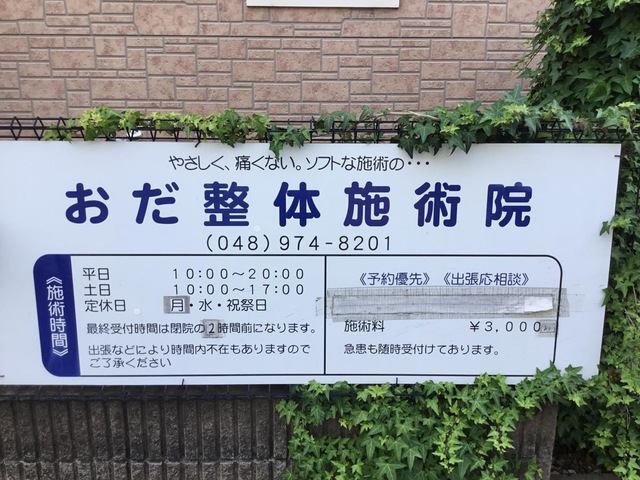 やさしく、痛くない。ソフトな施術の・・・
おだ整体施術院
(048)974-8201
《施術時間》
平日 10:00～20:00
土日 10:00～17:00
定休日 月・水・祝祭日
最終受付時間は閉院の2時間前になります。
出張などにより時間内不在もありますので
ご了承ください
《予約優先》《出張応相談》
施術料 ¥3,000
急患も随時受付けております。